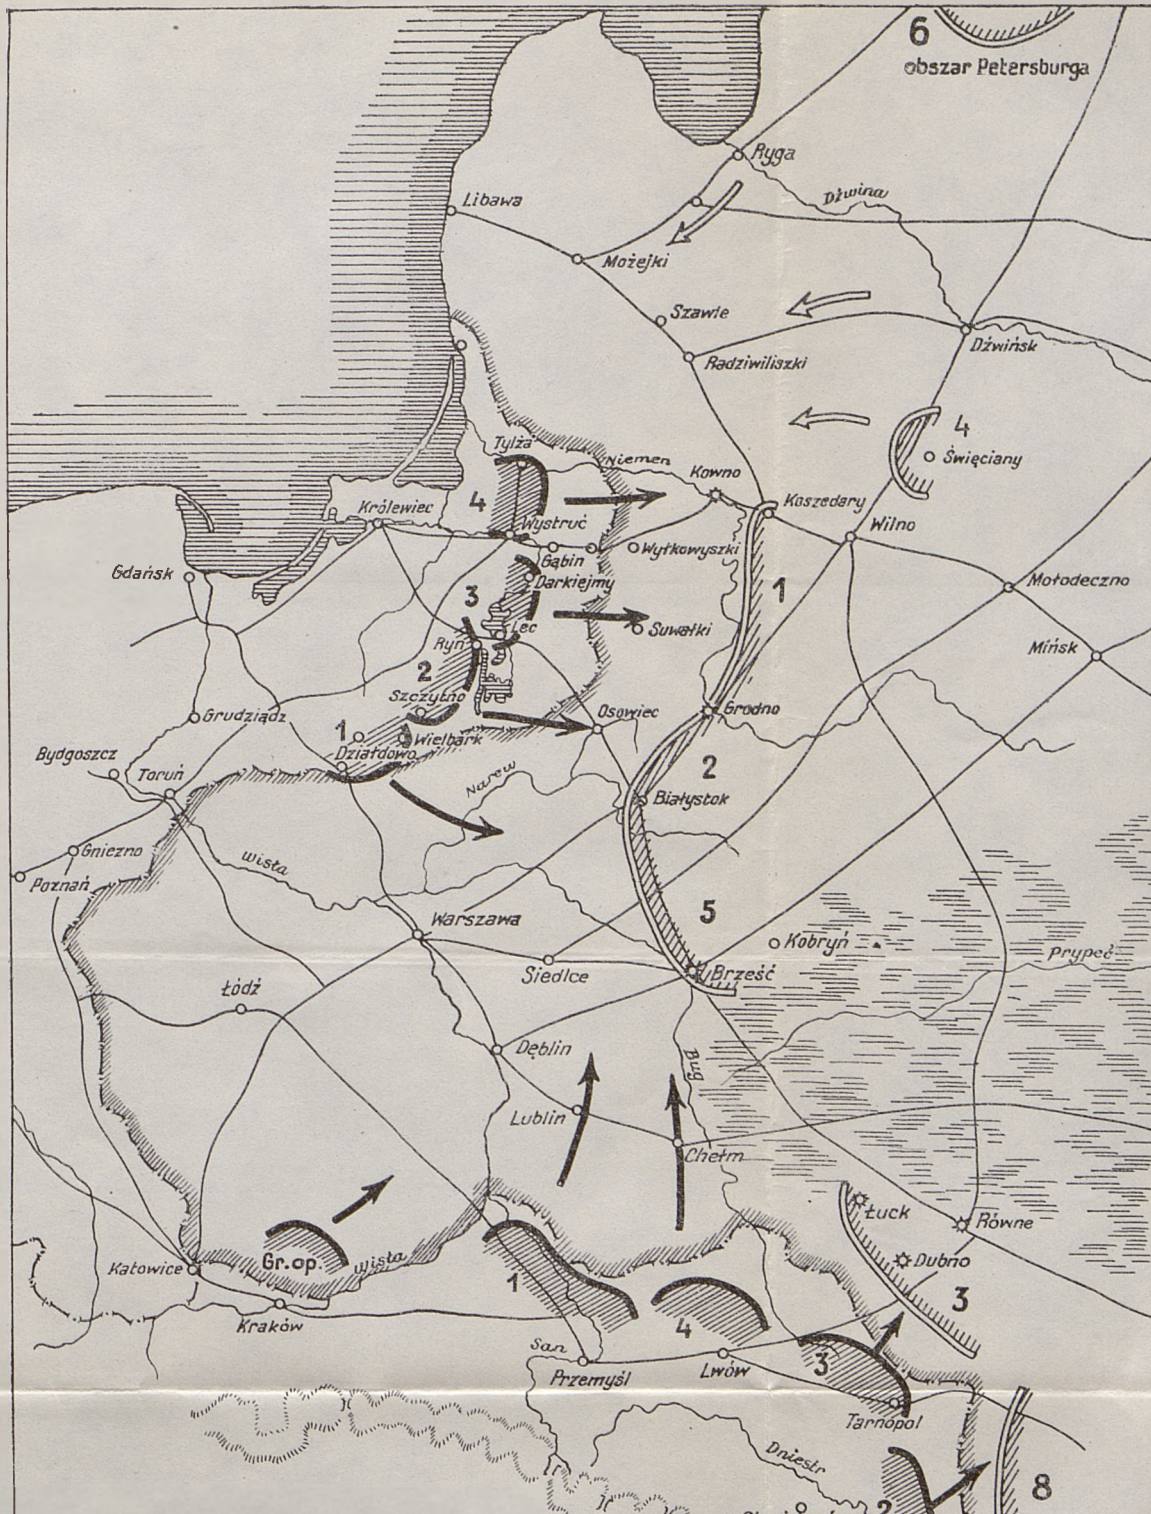 6
obszar Petersburga
Ryga
Dźwina
Libawa
Możejki
Szawle
Radziwiliszki
Dźwińsk
4
Święciany
Tylża
Niemen
Kowno
Koszedary
Królewiec
4
Wystruć
Wilno
Gąbin
Wyłkowyszki
Gdańsk
Darkiejmy
Mołodeczno
3
1
Lec
Suwałki
Ryn
Mińsk
2
Szczytno
Grodno
Grudziądz
Osowiec
1
Wielbark
Działdowo
Bydgoszcz
Toruń
Narew
2
Białystok
Gniezno
Wisła
Poznań
5
Warszawa
Kobryń
Prypeć
Siedlce
Brześć
Łódź
Dęblin
Bug
Lublin
Chełm
Łuck
Równe
Gr.op.
Wisła
Katowice
Dubno
1
3
Kraków
4
San
3
Przemyśl
Lwów
Tarnopol
Dniestr
8
2